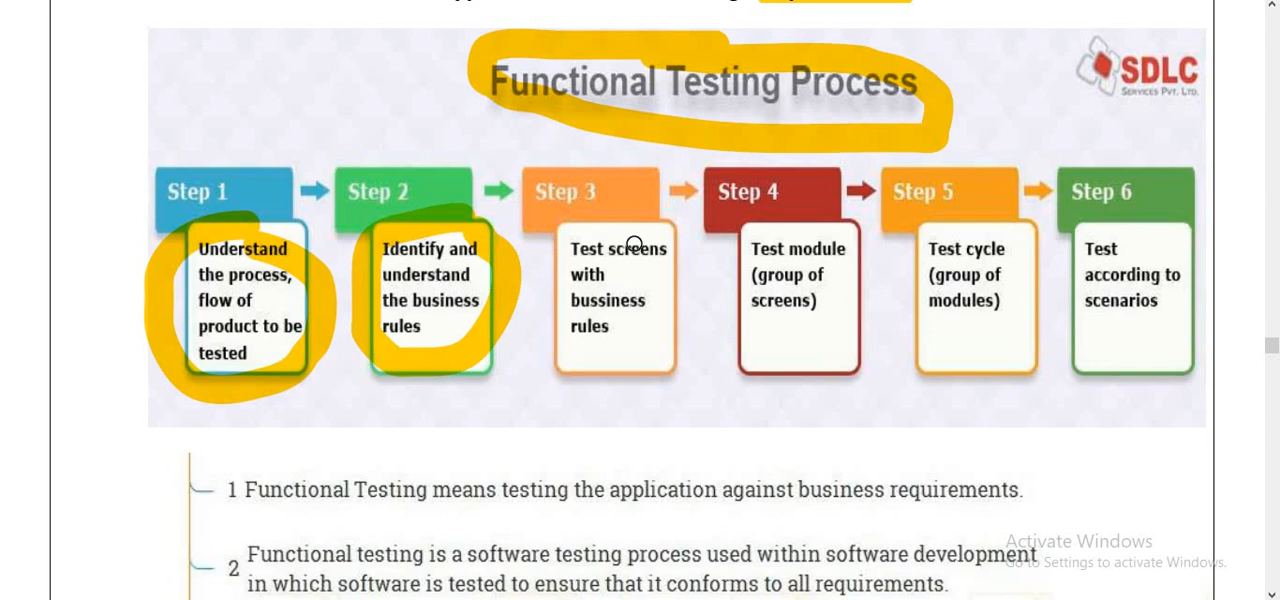 Functional Testing Process
SDLC
SERVICES PVT. LTD.
Step 1
Understand
the process,
flow of
product to be
tested
Step 2
Identify and
understand
the business
rules
Step 3
Test screens
with
bussiness
rules
Step 4
Test module
(group of
screens)
Step 5
Test cycle
(group of
modules)
Step 6
Test
according to
scenarios
1 Functional Testing means testing the application against business requirements.
2 Functional testing is a software testing process used within software development
in which software is tested to ensure that it conforms to all requirements.
Activate Windows
Go to Settings to activate Windows.